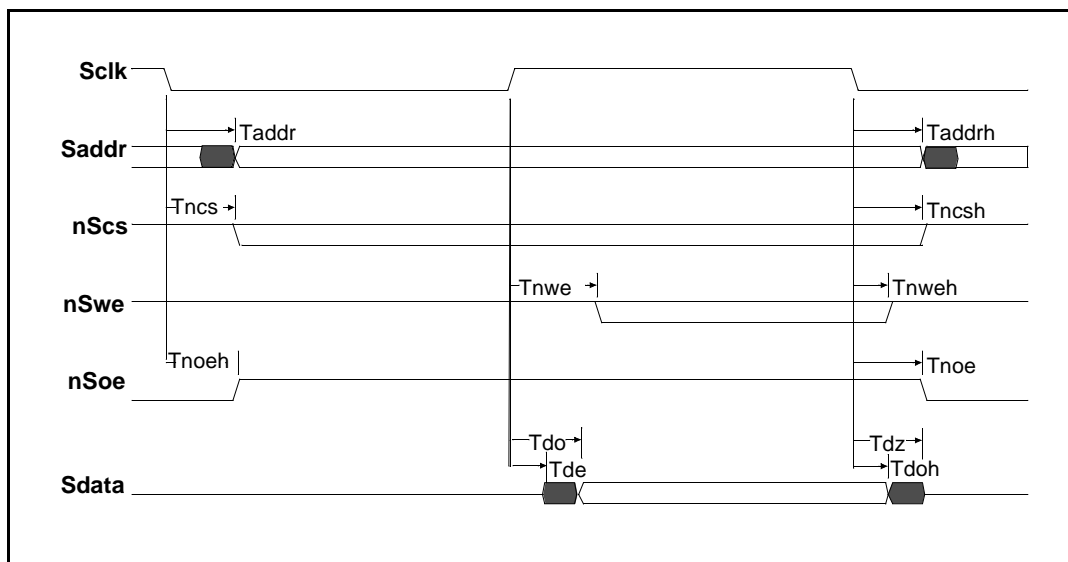 Sclk
Taddr
Taddrh
Saddr
Tncs
Tncsh
nScs
Tnwe
Tnweh
nSwe
Tnoeh
Tnoe
nSoe
Tdo
Tdz
Tde
Tdoh
Sdata